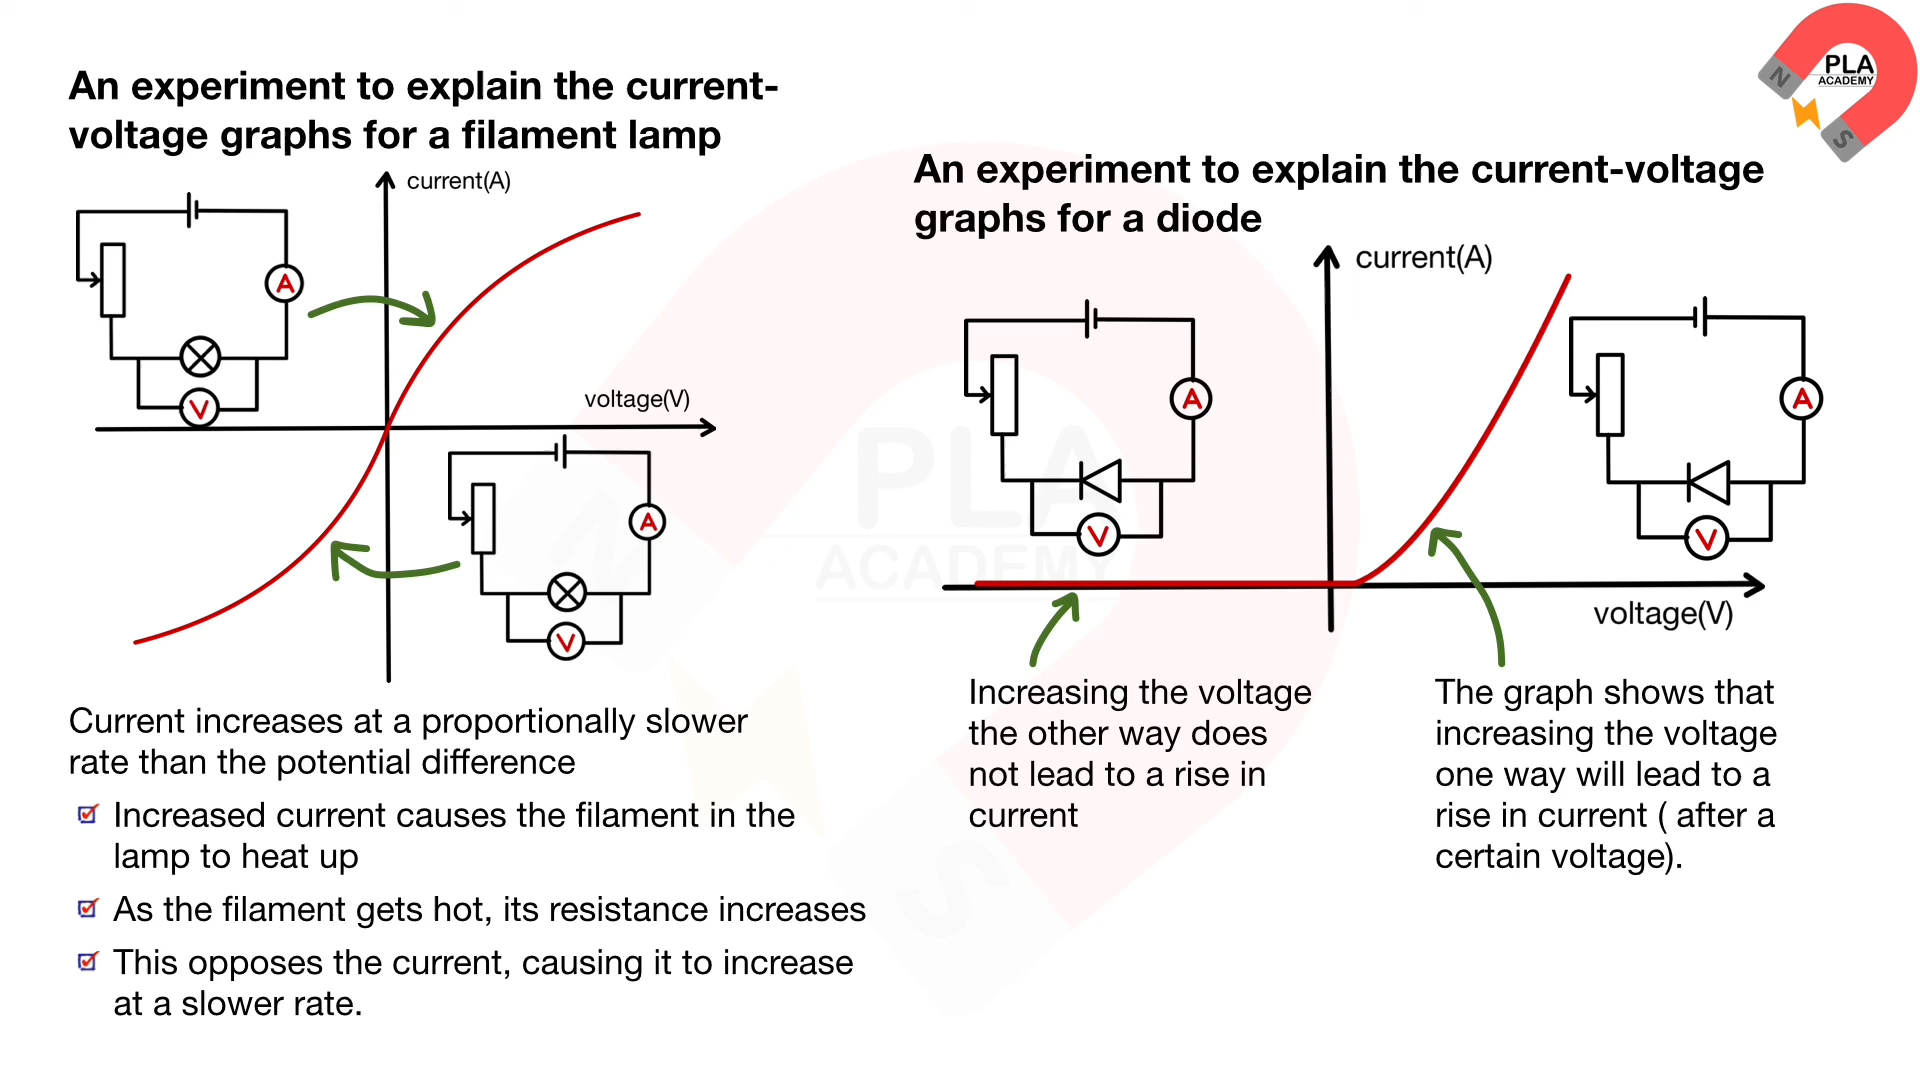 An experiment to explain the current-
voltage graphs for a filament lamp
current(A)
A
V
voltage(V)
A
V
Current increases at a proportionally slower
rate than the potential difference
Increased current causes the filament in the
lamp to heat up
As the filament gets hot, its resistance increases
This opposes the current, causing it to increase
at a slower rate.
PLA
ACADEMY
N
S
An experiment to explain the current-voltage
graphs for a diode
current(A)
A
V
A
V
voltage(V)
Increasing the voltage
the other way does
not lead to a rise in
current
The graph shows that
increasing the voltage
one way will lead to a
rise in current ( after a
certain voltage).
PLA
ACADEMY
N
S